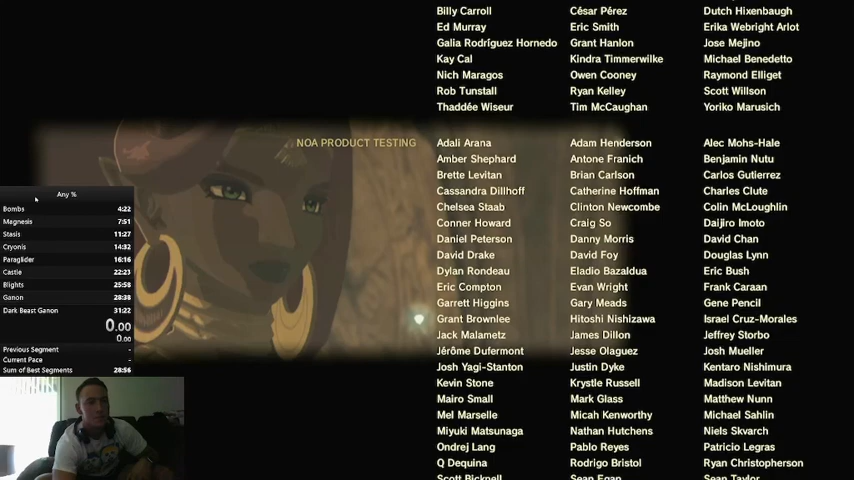 Billy Carroll César Pérez Dutch Hixenbaugh
Ed Murray Eric Smith Erika Webright Arlot
Galia Rodríguez Hornedo Grant Hanlon Jose Mejino
Kay Cal Kindra Timmerwilke Michael Benedetto
Nich Maragos Owen Cooney Raymond Elliget
Rob Tunstall Ryan Kelley Scott Willson
Thaddée Wiseur Tim McCaughan Yoriko Marusich
NOA PRODUCT TESTING Adali Arana Adam Henderson Alec Mohs-Hale
Amber Shephard Antone Franich Benjamin Nutu
Brette Levitan Brian Carlson Carlos Gutierrez
Cassandra Dillhoff Catherine Hoffman Charles Clute
Chelsea Staab Clinton Newcombe Colin McLoughlin
Conner Howard Craig So Daijiro Imoto
Daniel Peterson Danny Morris David Chan
David Drake David Foy Douglas Lynn
Dylan Rondeau Eladio Bazaldua Eric Bush
Eric Compton Evan Wright Frank Caraan
Garrett Higgins Gary Meads Gene Pencil
Grant Brownlee Hitoshi Nishizawa Israel Cruz-Morales
Jack Malametz James Dillon Jeffrey Storbo
Jérôme Dufermont Jesse Olaguez Josh Mueller
Josh Yagi-Stanton Justin Dyke Kentaro Nishimura
Kevin Stone Krystle Russell Madison Levitan
Mairo Small Mark Glass Matthew Nunn
Mel Marselle Micah Kenworthy Michael Sahlin
Miyuki Matsunaga Nathan Hutchens Niels Skvarch
Ondrej Lang Pablo Reyes Patricio Legras
Q Dequina Rodrigo Bristol Ryan Christopherson
Scott Bicknell Sean Egan Sean Taylor
Any %
Bombs 4:22
Magnesis 7:51
Stasis 11:27
Cryonis 14:32
Paraglider 16:16
Castle 22:23
Blights 25:58
Ganon 28:38
Dark Beast Ganon 31:22
0.00
0.00
Previous Segment -
Current Pace -
Sum of Best Segments 28:56